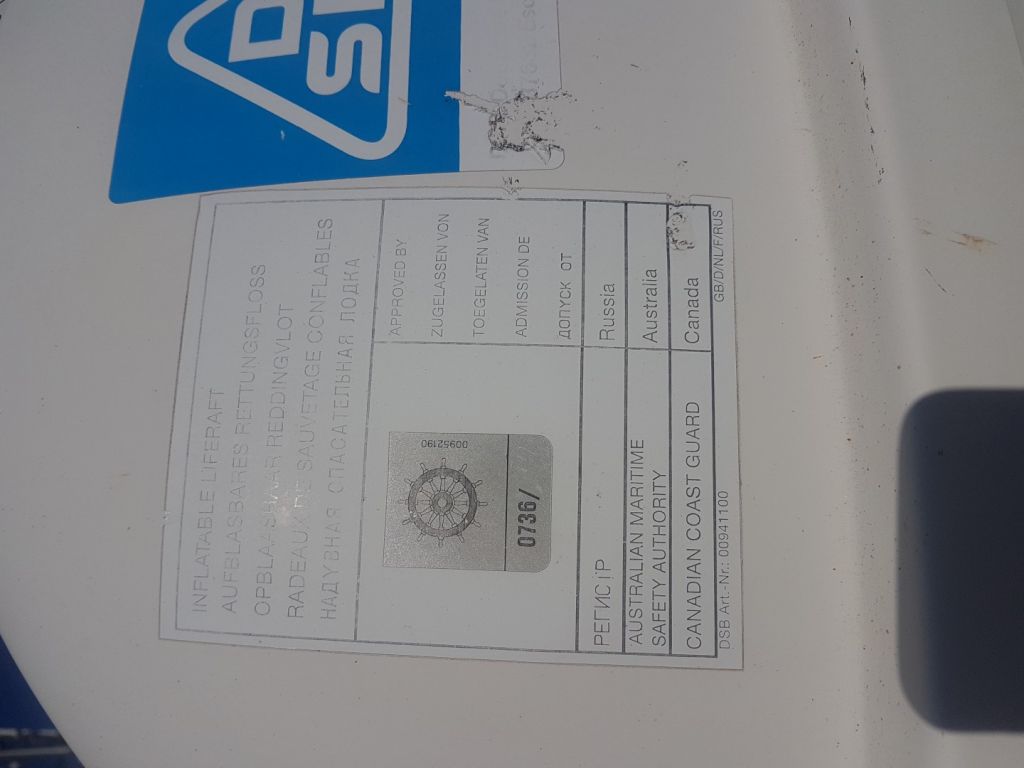 INFLATABLE LIFERAFT
AUFBLASBARES RETTUNGSFLOSS
OPBLAASBAAR REDDINGVLOT
RADEAUX DE SAUVETAGE CONFLABLES
НАДУВНАЯ СПАСАТЕЛЬНАЯ ЛОДКА
00952190
0736/
APPROVED BY
ZUGELASSEN VON
TOEGELATEN VAN
ADMISSION DE
ДОПУСК ОТ
РЕГИСтР Russia
AUSTRALIAN MARITIME
SAFETY AUTHORITY Australia
CANADIAN COAST GUARD Canada
DSB Art.-Nr.: 00941100 GB/D/NL/F/RUS